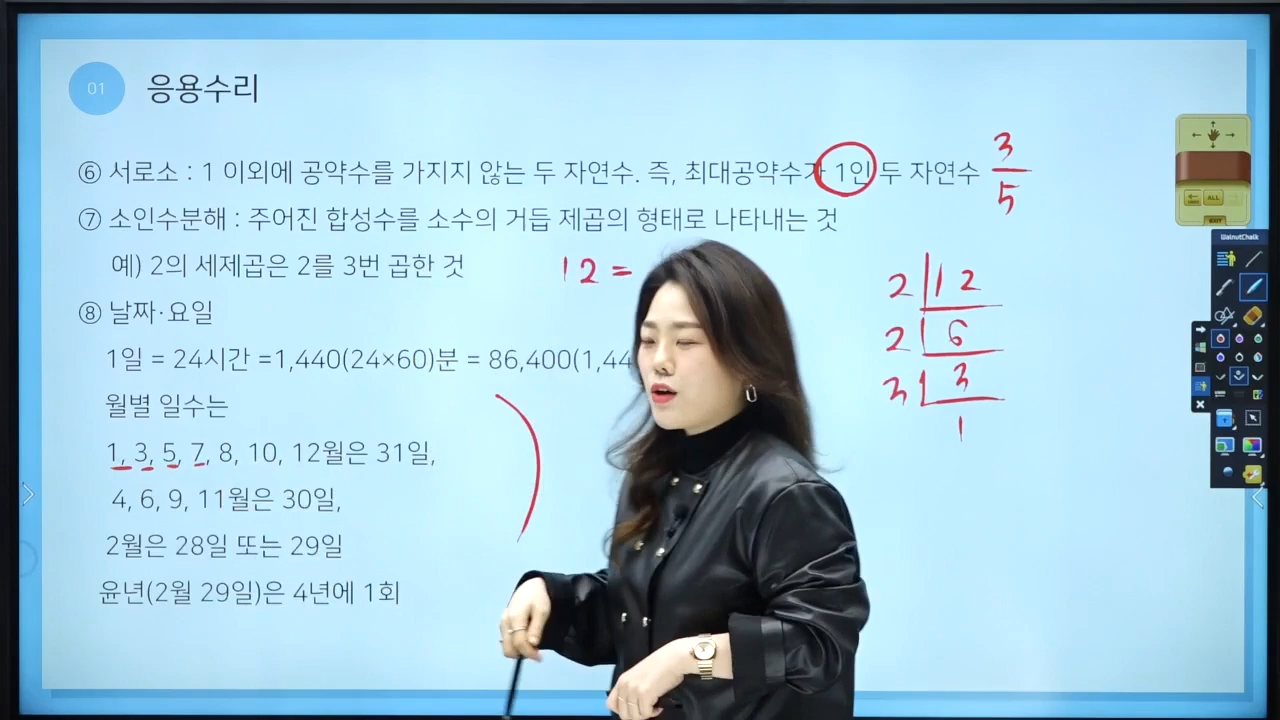 01 응용수리
⑥ 서로소 : 1 이외에 공약수를 가지지 않는 두 자연수. 즉, 최대공약수가 1인 두 자연수
3
5
⑦ 소인수분해 : 주어진 합성수를 소수의 거듭 제곱의 형태로 나타내는 것
예) 2의 세제곱은 2를 3번 곱한 것
12 =
2 12
2 6
3 3
1
⑧ 날짜·요일
1일 = 24시간 =1,440(24×60)분 = 86,400(1,44
월별 일수는
1, 3, 5, 7, 8, 10, 12월은 31일,
4, 6, 9, 11월은 30일,
2월은 28일 또는 29일
윤년(2월 29일)은 4년에 1회
ALL
EXIT
WalnutChalk